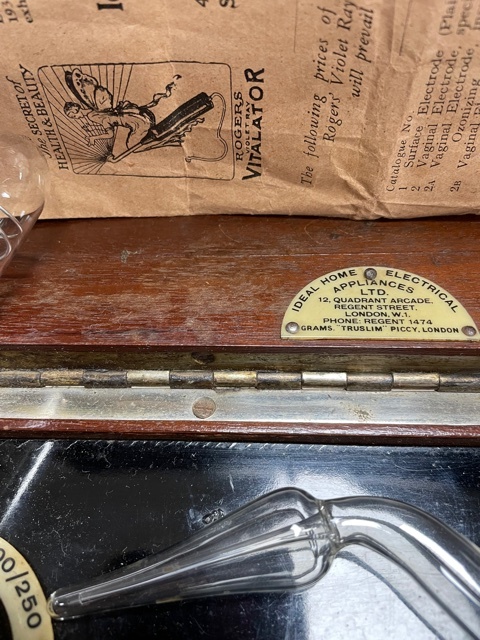 193
The SECRET of
HEALTH & BEAUTY
ROGERS
VIOLET RAY
VITALATOR
The following prices of
Rogers' Violet Ray
will prevail
Catalogue No.
1 Surface Electrode (Plai
2 Vaginal Electrode,
2A Vaginal Electrode,
Ozonizing
2B Vaginal
IDEAL HOME ELECTRICAL
APPLIANCES
LTD.
12, QUADRANT ARCADE,
REGENT STREET,
LONDON, W.1.
PHONE: REGENT 1474
GRAMS. "TRUSLIM" PICCY, LONDON
00/250